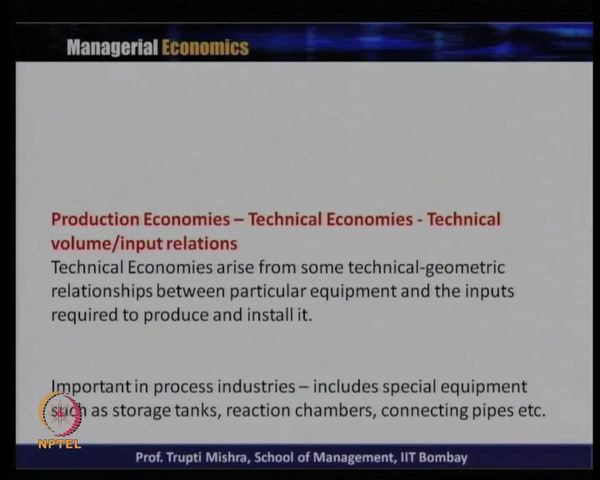 Managerial Economics
Production Economies – Technical Economies - Technical
volume/input relations
Technical Economies arise from some technical-geometric
relationships between particular equipment and the inputs
required to produce and install it.
Important in process industries – includes special equipment
such as storage tanks, reaction chambers, connecting pipes etc.
NPTEL
Prof. Trupti Mishra, School of Management, IIT Bombay